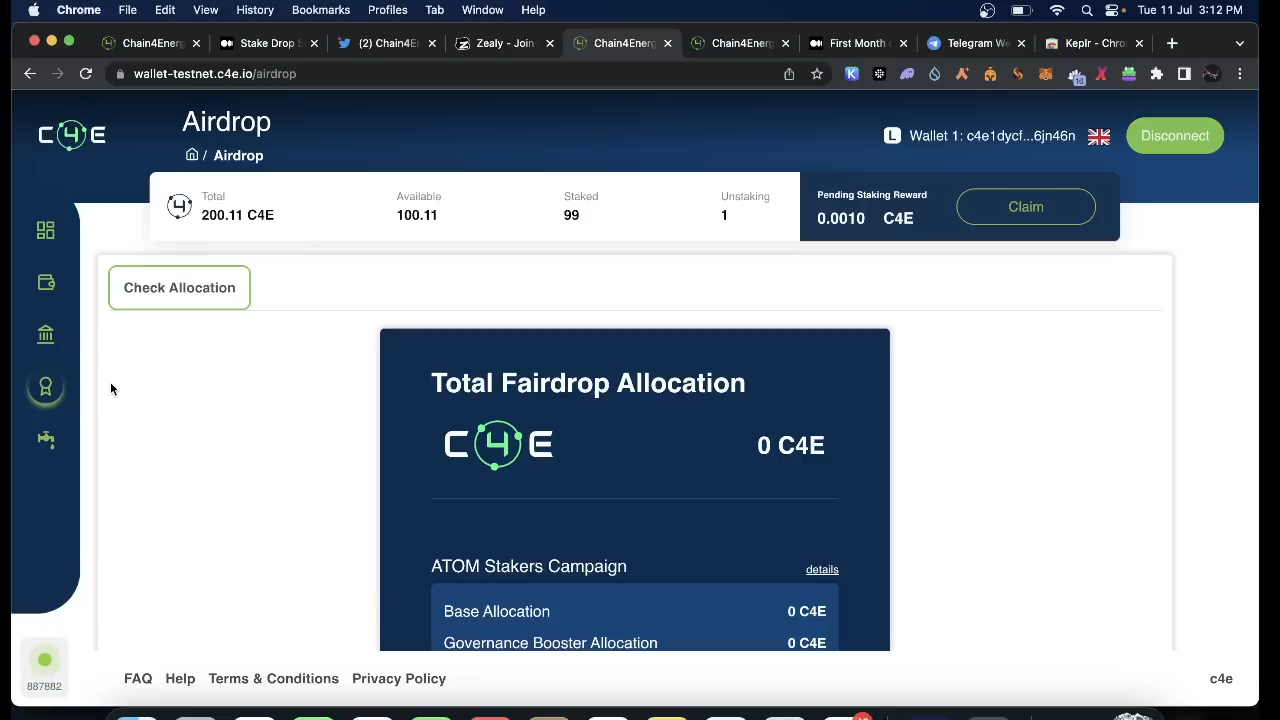 Chrome File Edit View History Bookmarks Profiles Tab Window Help Tue 11 Jul 3:12 PM
Chain4Energ Stake Drop S (2) Chain4E Zealy - Join Chain4Energ Chain4Energ First Month o Telegram We Keplr - Chro
wallet-testnet.c4e.io/airdrop
16
C4E
Airdrop
/ Airdrop
L Wallet 1: c4e1dycf...6jn46n
Disconnect
Total Available Staked Unstaking
200.11 C4E 100.11 99 1
Pending Staking Reward
0.0010 C4E
Claim
Check Allocation
Total Fairdrop Allocation
C4E 0 C4E
ATOM Stakers Campaign details
Base Allocation 0 C4E
Governance Booster Allocation 0 C4E
887882
FAQ Help Terms & Conditions Privacy Policy c4e